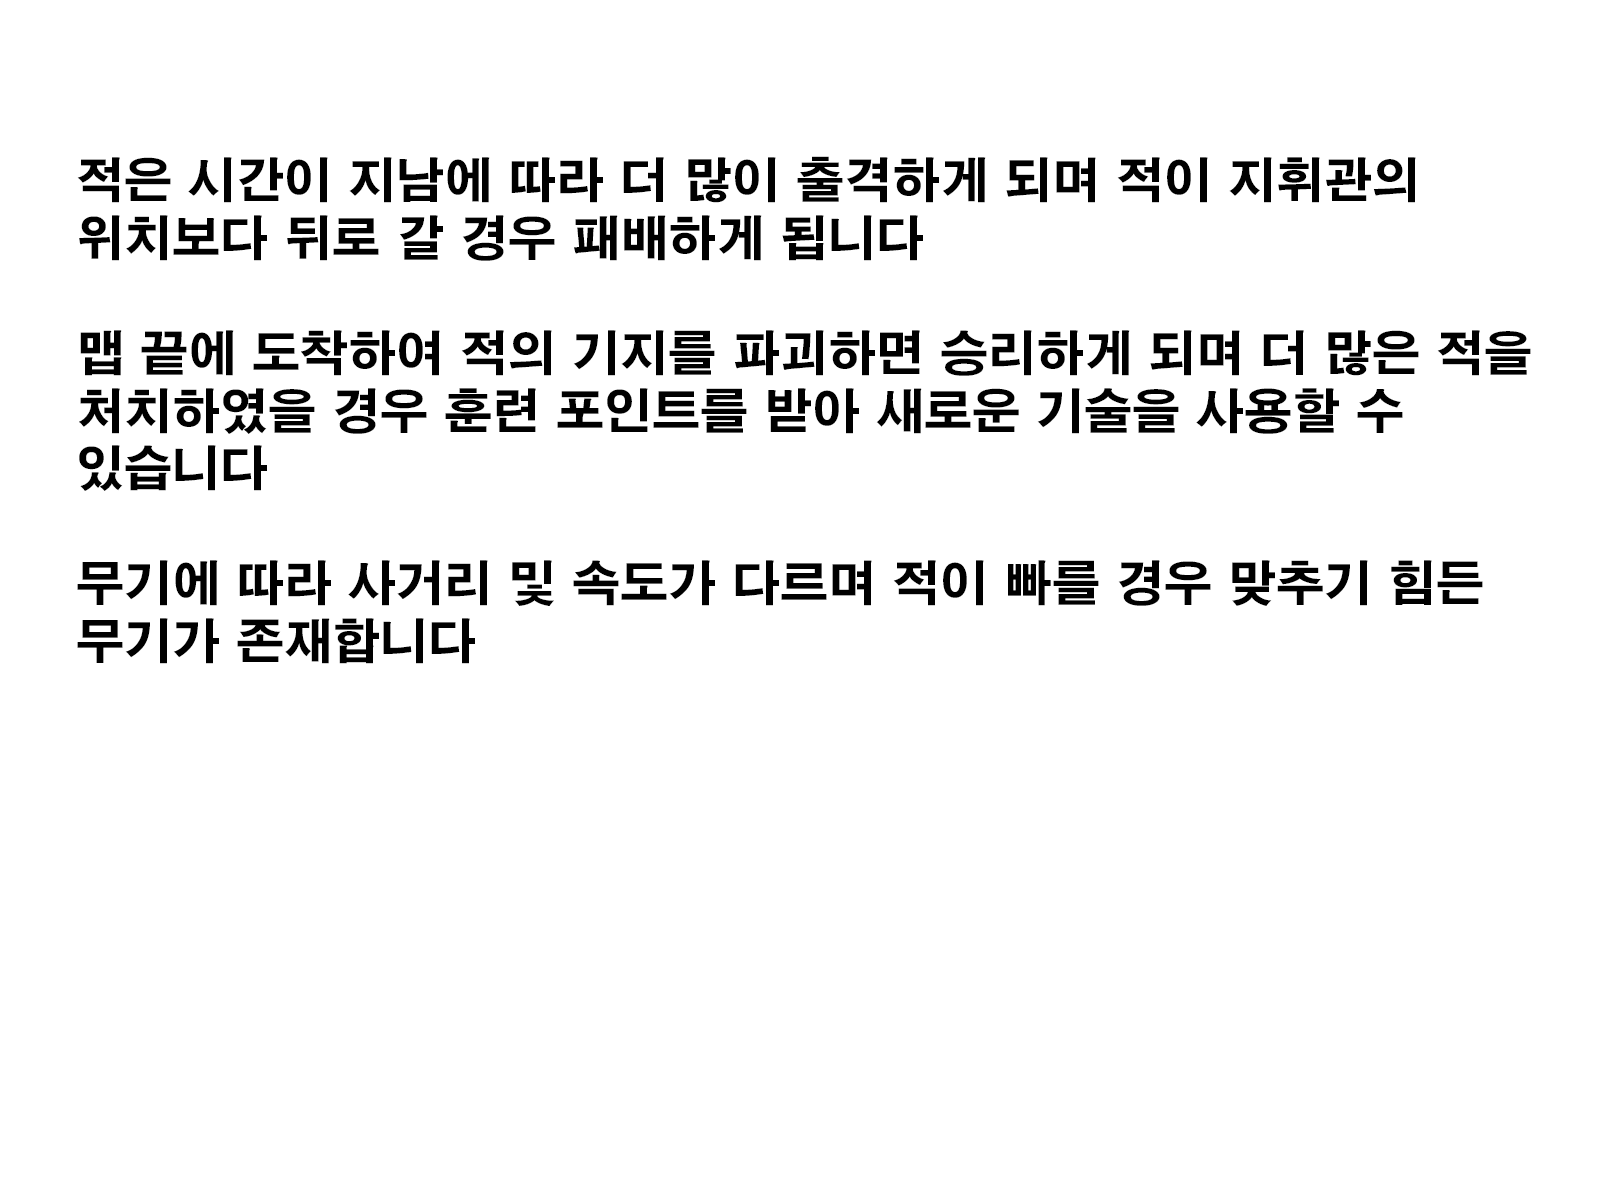 적은 시간이 지남에 따라 더 많이 출격하게 되며 적이 지휘관의
위치보다 뒤로 갈 경우 패배하게 됩니다
맵 끝에 도착하여 적의 기지를 파괴하면 승리하게 되며 더 많은 적을
처치하였을 경우 훈련 포인트를 받아 새로운 기술을 사용할 수
있습니다
무기에 따라 사거리 및 속도가 다르며 적이 빠를 경우 맞추기 힘든
무기가 존재합니다